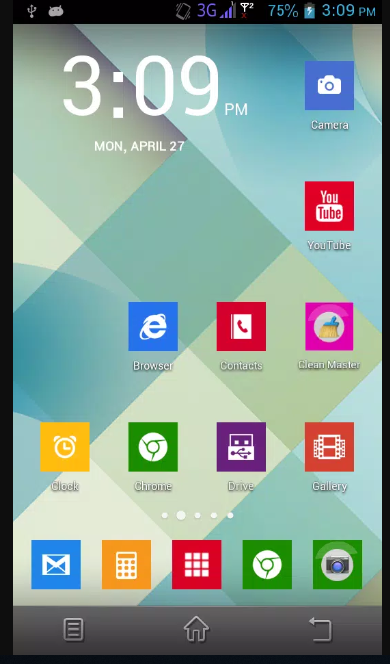 3G 2 75% 3:09 PM
3:09 PM
MON, APRIL 27
Camera
You
Tube
YouTube
Browser
Contacts
Clean Master
Clock
Chrome
Drive
Gallery